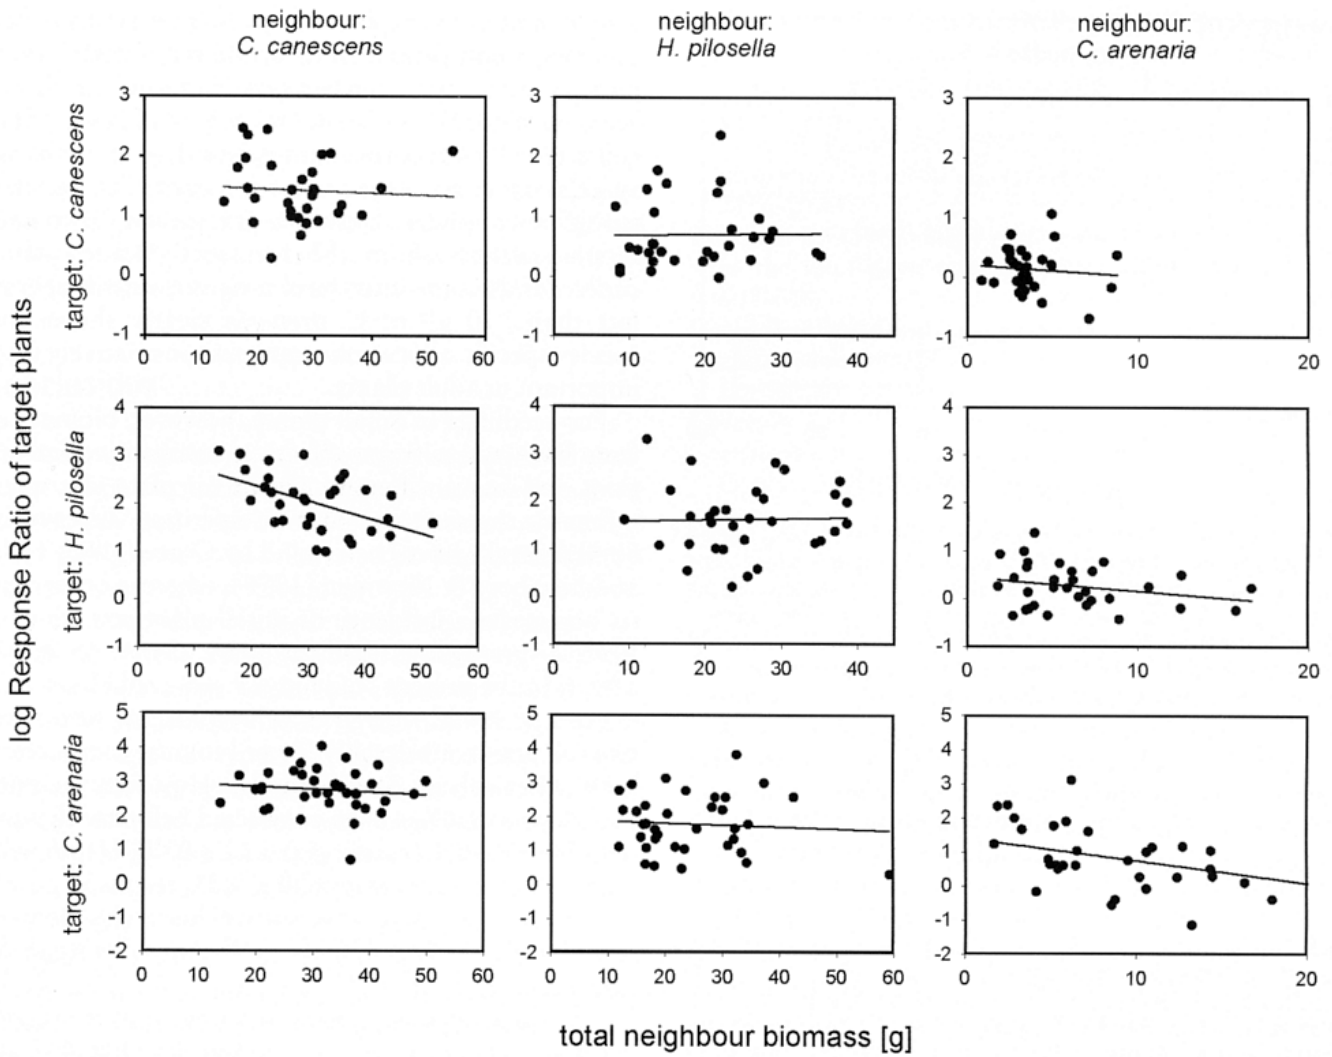 neighbour:
C. canescens
neighbour:
H. pilosella
neighbour:
C. arenaria
log Response Ratio of target plants
target: C. canescens
3
2
1
0
-1
0 10 20 30 40 50 60
3
2
1
0
-1
0 10 20 30 40
3
2
1
0
-1
0 10 20
target: H. pilosella
4
3
2
1
0
-1
0 10 20 30 40 50 60
4
3
2
1
0
-1
0 10 20 30 40
4
3
2
1
0
-1
0 10 20
target: C. arenaria
5
4
3
2
1
0
-1
-2
0 10 20 30 40 50 60
5
4
3
2
1
0
-1
-2
0 10 20 30 40 50 60
5
4
3
2
1
0
-1
-2
0 10 20
total neighbour biomass [g]